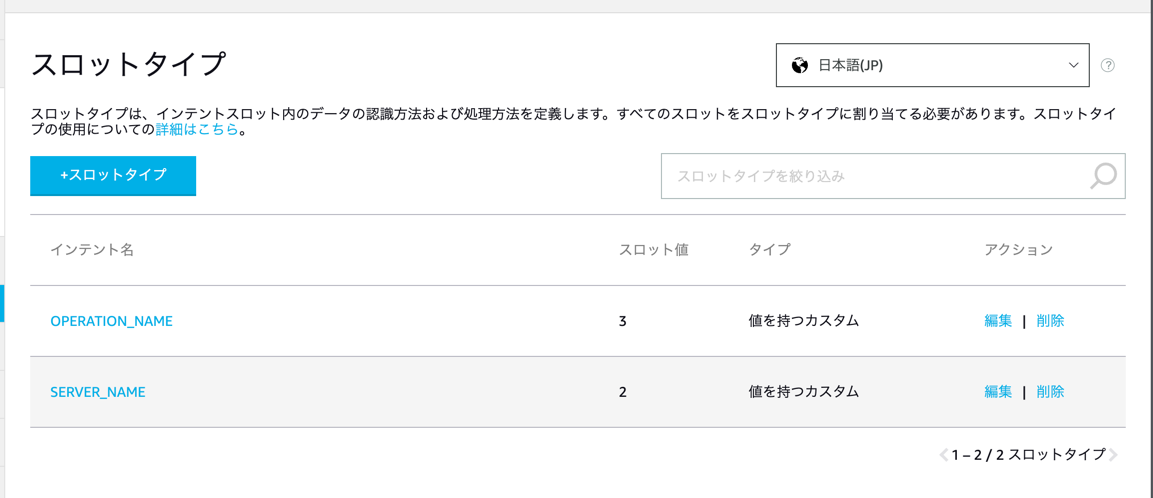 スロットタイプ
日本語(JP)
?
スロットタイプは、インテントスロット内のデータの認識方法および処理方法を定義します。すべてのスロットをスロットタイプに割り当てる必要があります。スロットタイ
プの使用についての詳細はこちら。
+スロットタイプ
スロットタイプを絞り込み
インテント名 スロット値 タイプ アクション
OPERATION_NAME 3 値を持つカスタム 編集 | 削除
SERVER_NAME 2 値を持つカスタム 編集 | 削除
1 – 2 / 2 スロットタイプ